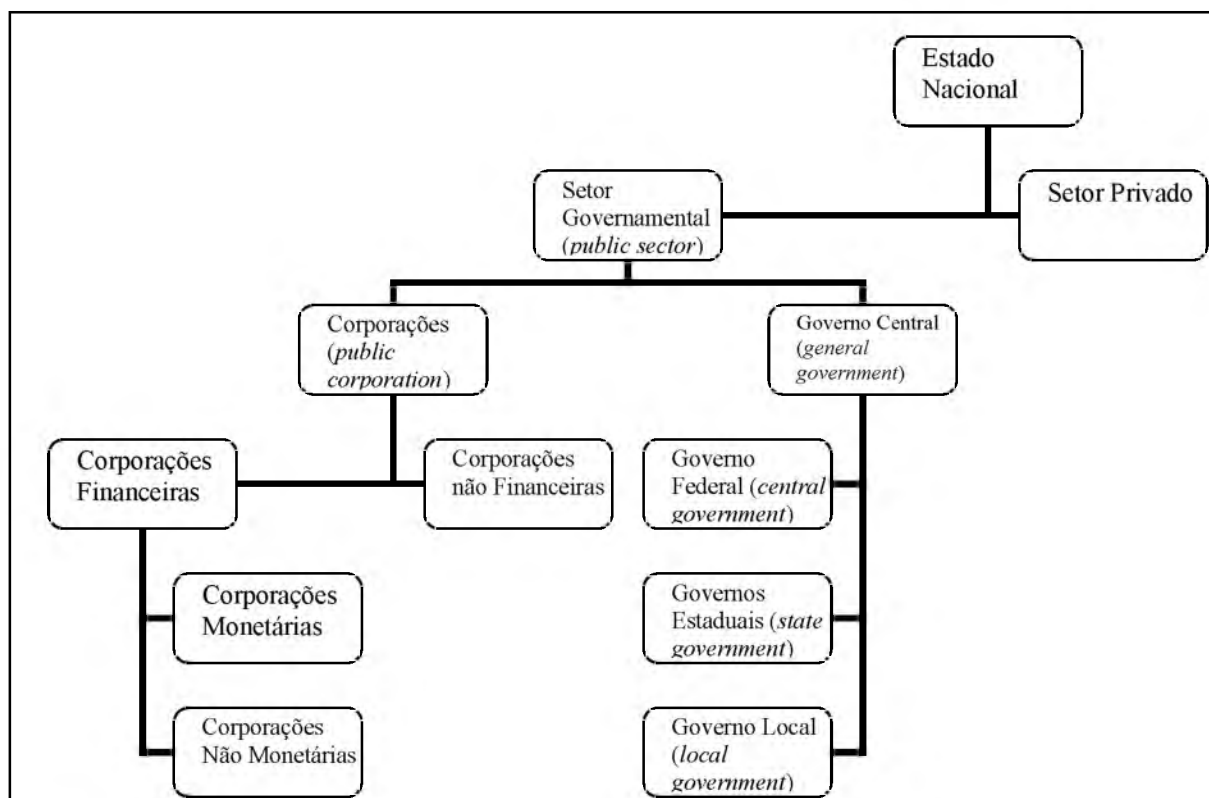 Estado
Nacional
Setor
Governamental
(public sector)
Setor Privado
Corporações
(public
corporation)
Governo Central
(general
government)
Corporações
Financeiras
Corporações
não Financeiras
Governo
Federal (central
government)
Corporações
Monetárias
Governos
Estaduais (state
government)
Corporações
Não Monetárias
Governo Local
(local
government)